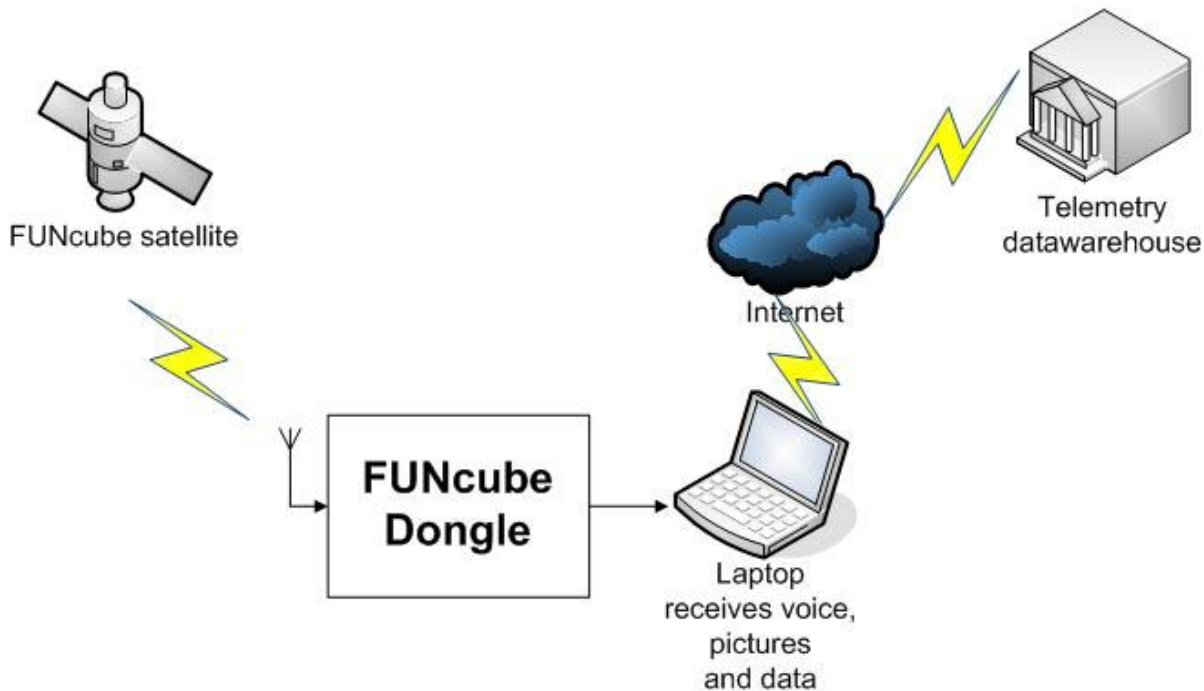 FUNcube satellite
Telemetry
datawarehouse
Internet
FUNcube
Dongle
Laptop
receives voice,
pictures
and data